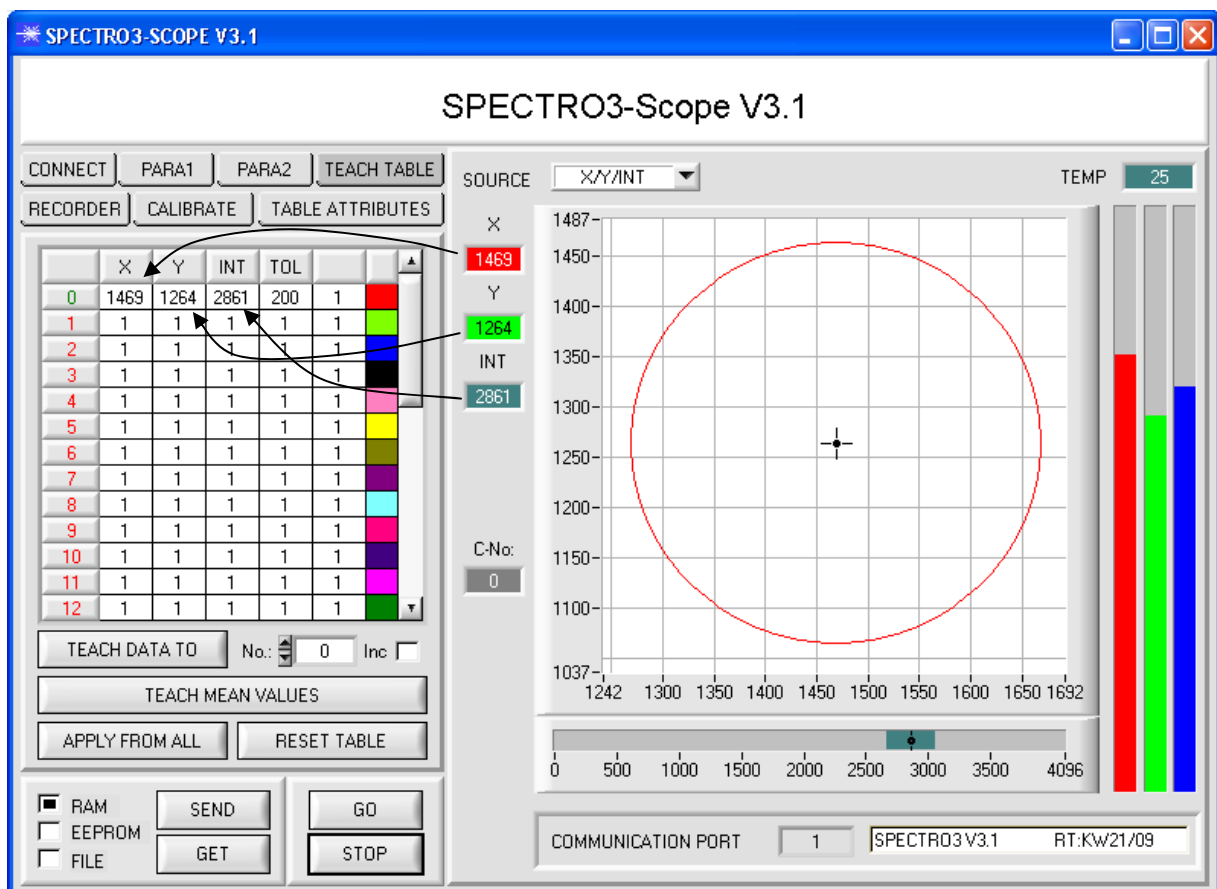 SPECTRO3-SCOPE V3.1
SPECTRO3-Scope V3.1
CONNECT PARA1 PARA2 TEACH TABLE
RECORDER CALIBRATE TABLE ATTRIBUTES
X Y INT TOL
0 1469 1264 2861 200 1
1 1 1 1 1 1
2 1 1 1 1 1
3 1 1 1 1 1
4 1 1 1 1 1
5 1 1 1 1 1
6 1 1 1 1 1
7 1 1 1 1 1
8 1 1 1 1 1
9 1 1 1 1 1
10 1 1 1 1 1
11 1 1 1 1 1
12 1 1 1 1 1
TEACH DATA TO No.: 0 Inc
TEACH MEAN VALUES
APPLY FROM ALL RESET TABLE
RAM
EEPROM
FILE
SEND
GET
GO
STOP
SOURCE X/Y/INT TEMP 25
X
1469
Y
1264
INT
2861
C-No:
0
1487
1450
1400
1350
1300
1250
1200
1150
1100
1037
1242 1300 1350 1400 1450 1500 1550 1600 1650 1692
0 500 1000 1500 2000 2500 3000 3500 4096
COMMUNICATION PORT 1 SPECTRO3 V3.1 RT:KW21/09